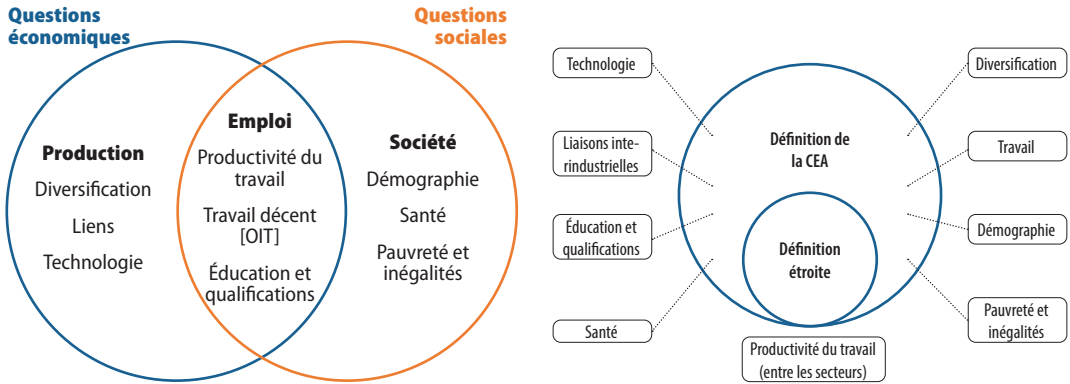 Questions
économiques
Questions
sociales
Production
Diversification
Liens
Technologie
Emploi
Productivité du
travail
Travail décent
[OIT]
Éducation et
qualifications
Société
Démographie
Santé
Pauvreté et
inégalités
Technologie
Liaisons inte-
rindustrielles
Éducation et
qualifications
Santé
Définition de
la CEA
Définition
étroite
Productivité du travail
(entre les secteurs)
Diversification
Travail
Démographie
Pauvreté et
inégalités